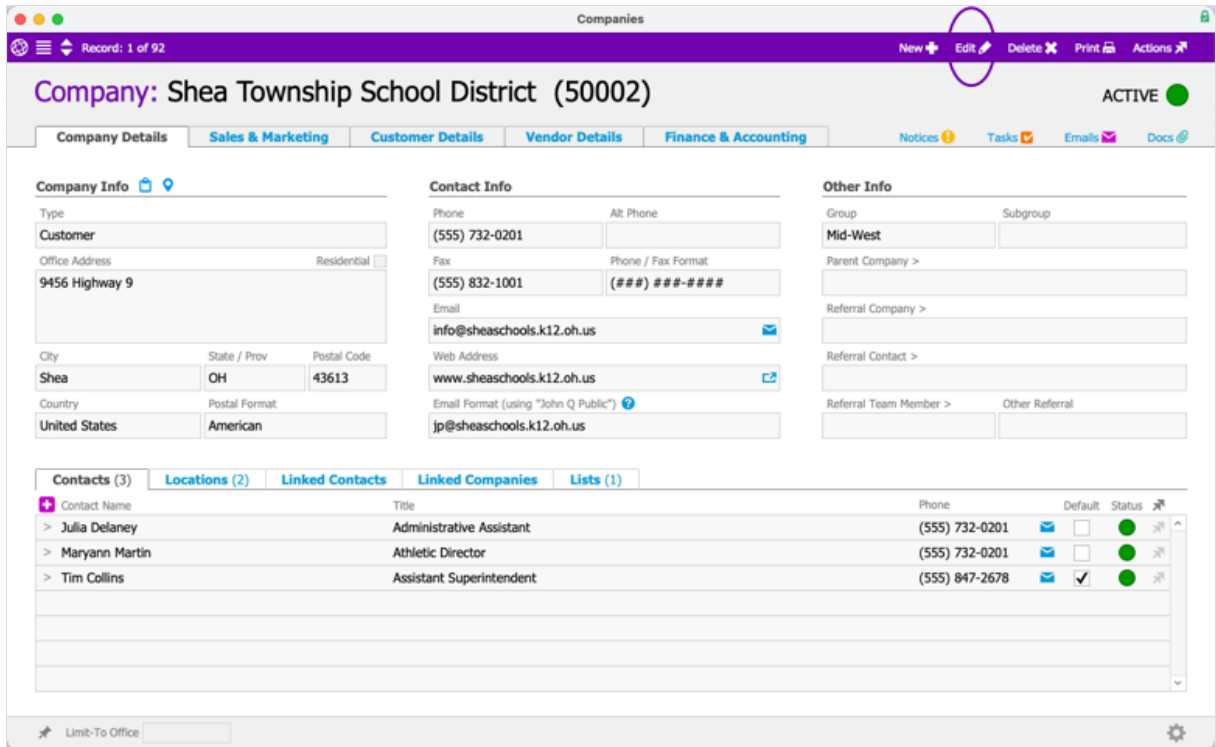 Companies
Record: 1 of 92 New Edit Delete Print Actions
Company: Shea Township School District (50002)
ACTIVE
Company Details Sales & Marketing Customer Details Vendor Details Finance & Accounting Notices Tasks Emails Docs
Company Info Contact Info Other Info
Type Phone Alt Phone Group Subgroup
Customer (555) 732-0201 Mid-West
Office Address Residential Fax Phone / Fax Format Parent Company >
9456 Highway 9 (555) 832-1001 (###) ###-####
Email Referral Company >
info@sheaschools.k12.oh.us
City State / Prov Postal Code Web Address Referral Contact >
Shea OH 43613 www.sheaschools.k12.oh.us
Country Postal Format Email Format (using "John Q Public") ? Referral Team Member > Other Referral
United States American jp@sheaschools.k12.oh.us
Contacts (3) Locations (2) Linked Contacts Linked Companies Lists (1)
Contact Name Title Phone Default Status
> Julia Delaney Administrative Assistant (555) 732-0201
> Maryann Martin Athletic Director (555) 732-0201
> Tim Collins Assistant Superintendent (555) 847-2678
Limit-To Office